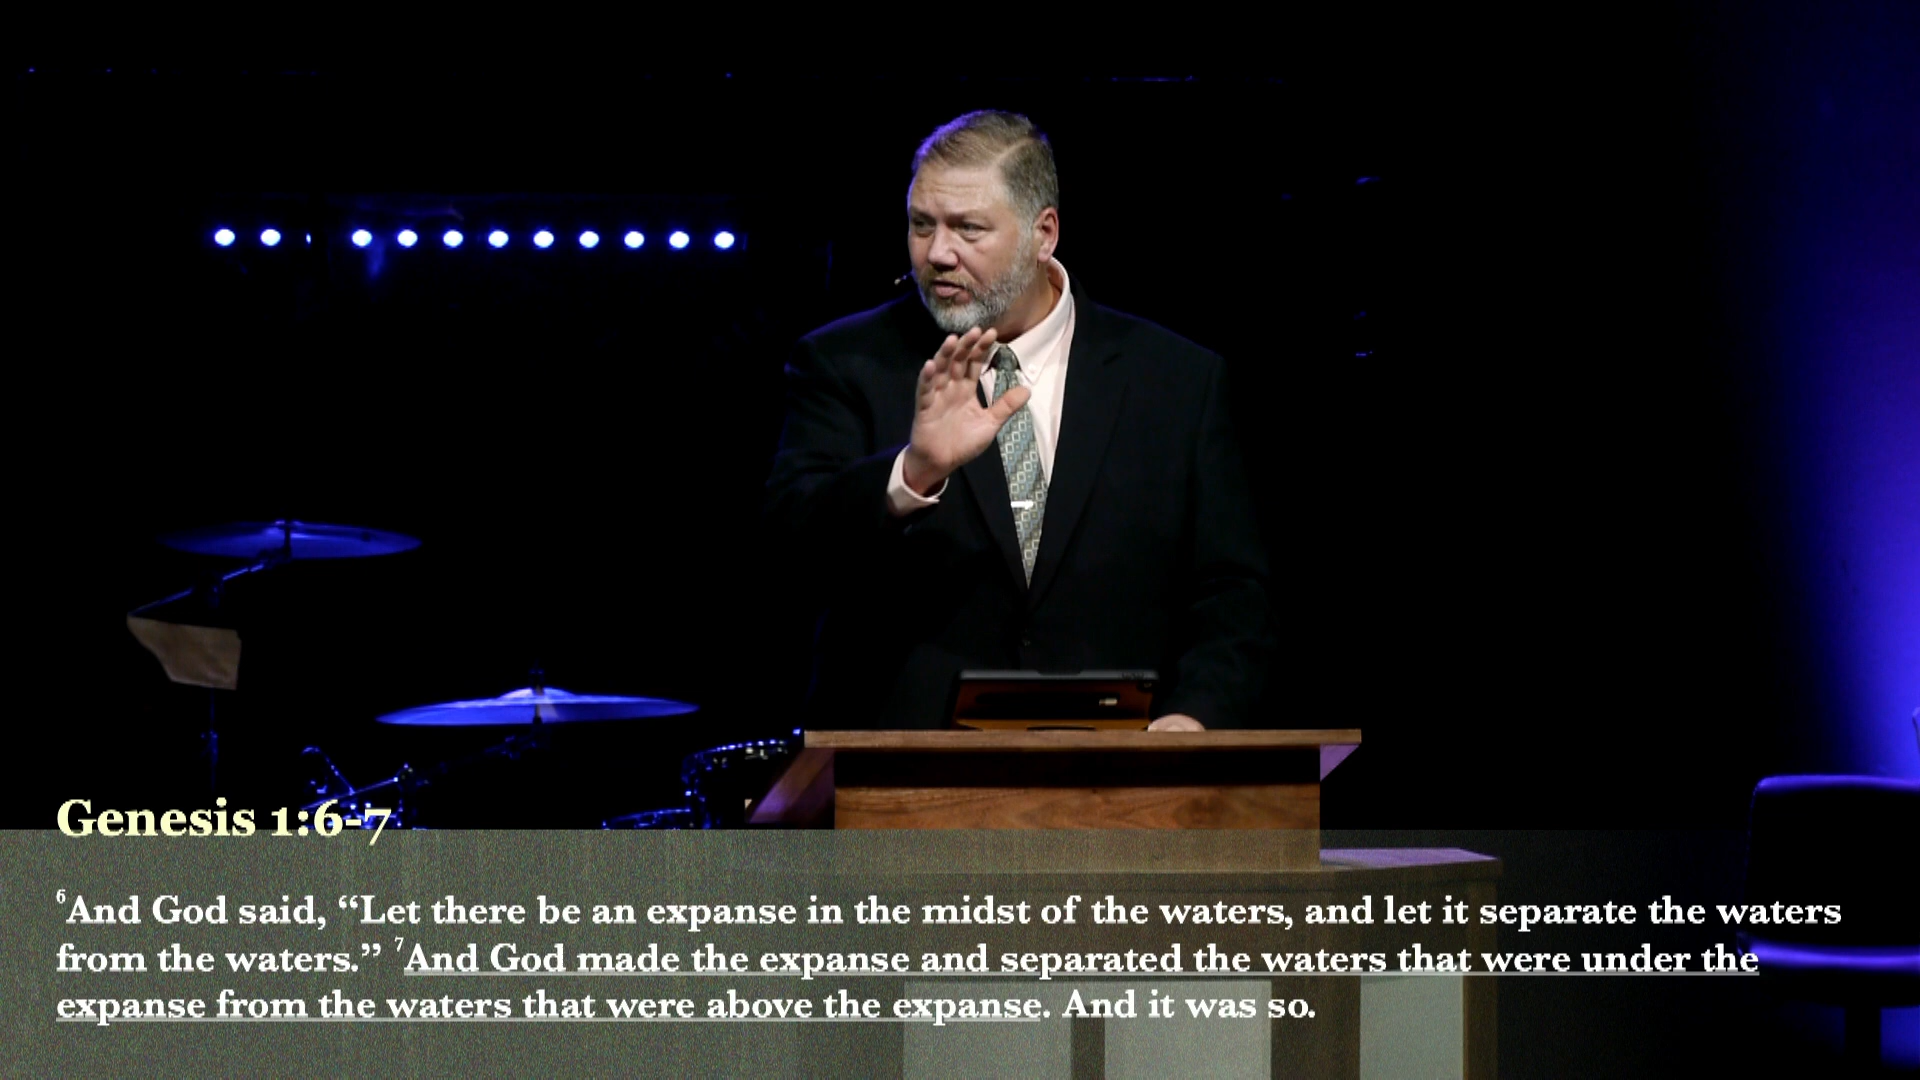 Genesis 1:6-7
⁶And God said, “Let there be an expanse in the midst of the waters, and let it separate the waters
from the waters.” ⁷And God made the expanse and separated the waters that were under the
expanse from the waters that were above the expanse. And it was so.